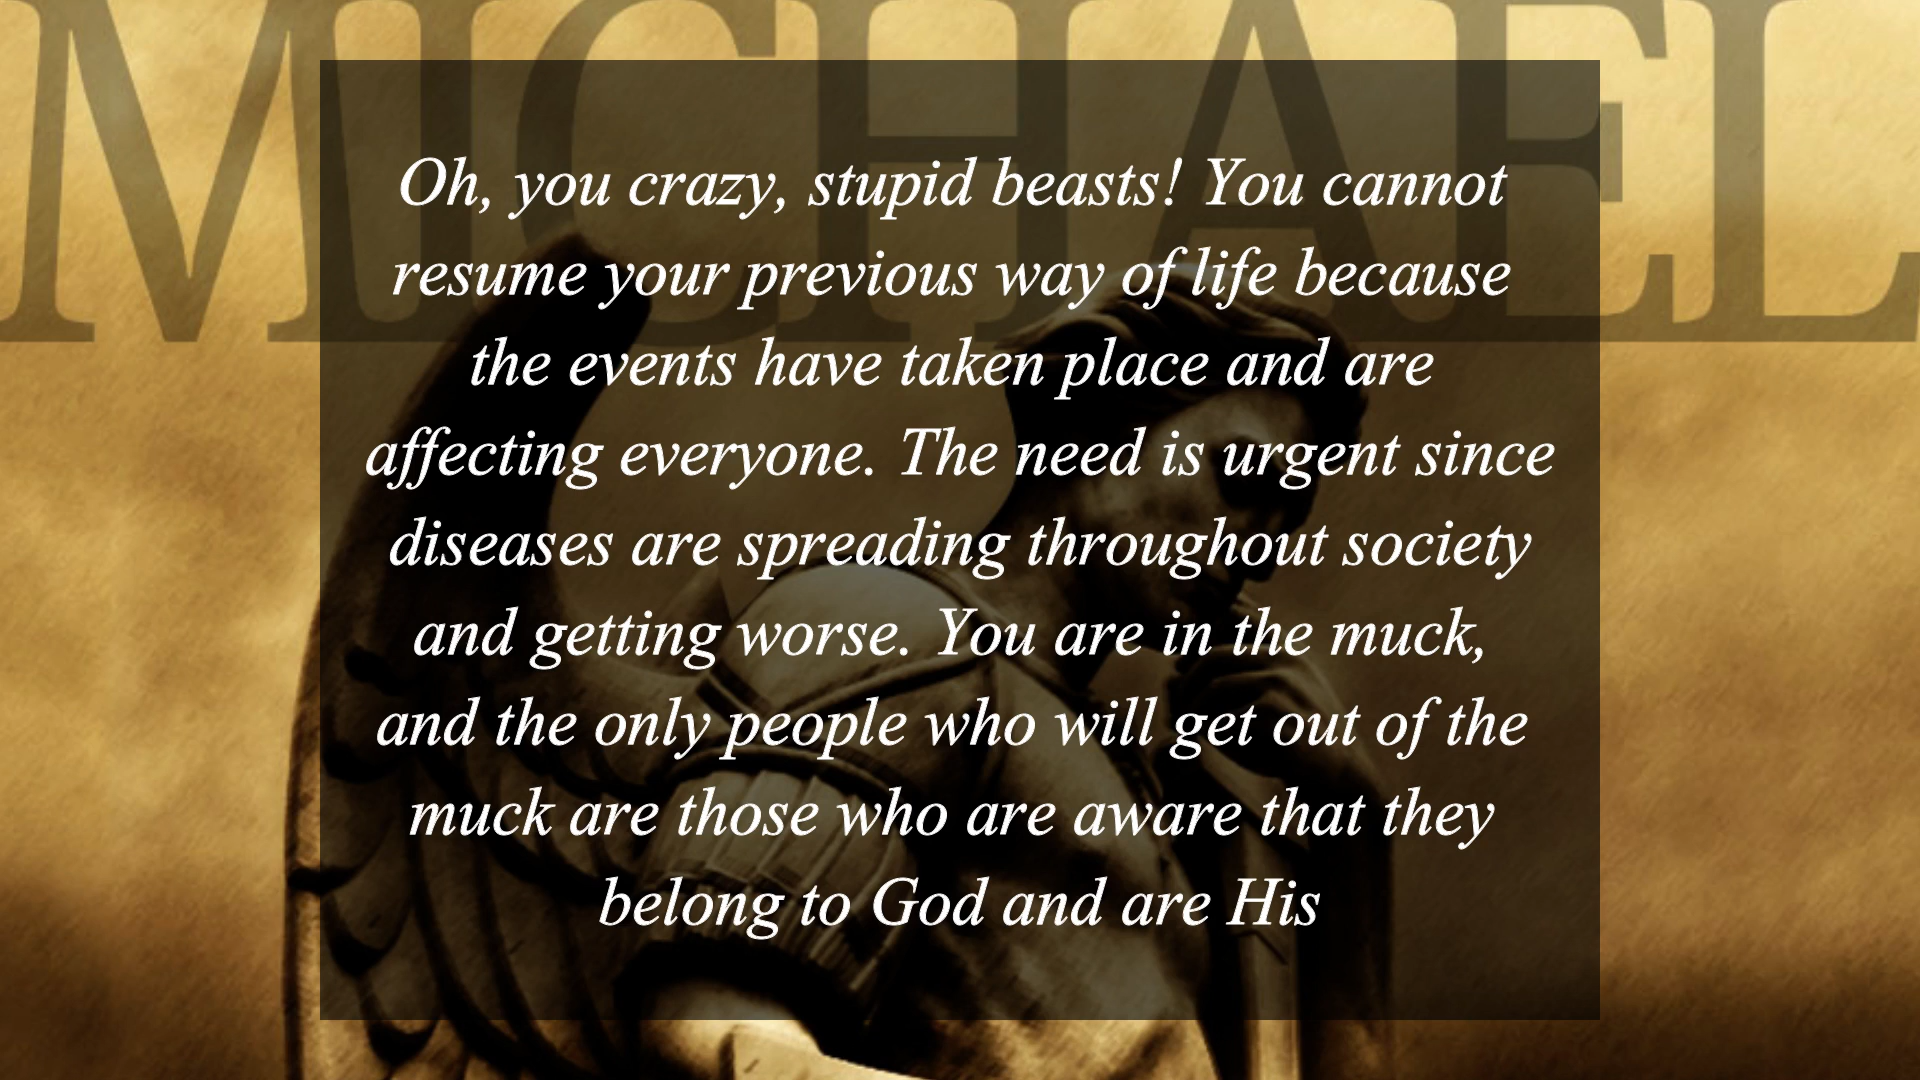 MICHAEL
Oh, you crazy, stupid beasts! You cannot
resume your previous way of life because
the events have taken place and are
affecting everyone. The need is urgent since
diseases are spreading throughout society
and getting worse. You are in the muck,
and the only people who will get out of the
muck are those who are aware that they
belong to God and are His